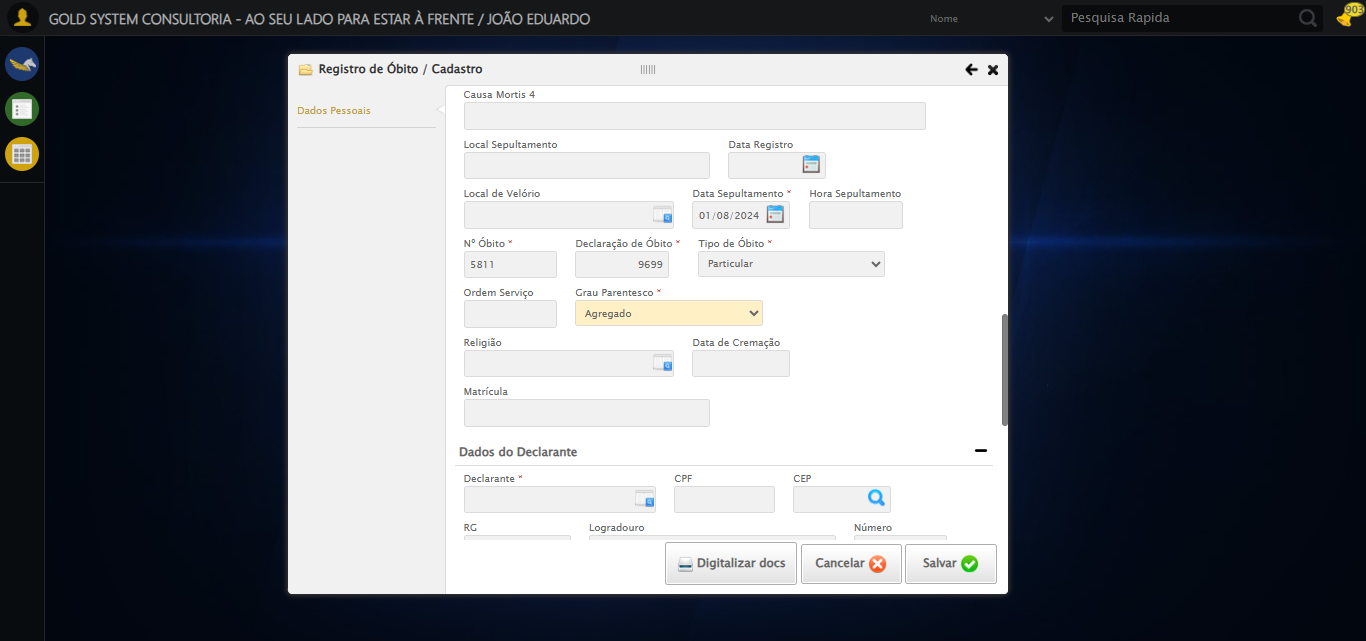 GOLD SYSTEM CONSULTORIA - AO SEU LADO PARA ESTAR À FRENTE / JOÃO EDUARDO
Nome
Pesquisa Rapida
903
Registro de Óbito / Cadastro
Dados Pessoais
Causa Mortis 4
Local Sepultamento Data Registro
Local de Velório Data Sepultamento * Hora Sepultamento
01/08/2024
Nº Óbito * Declaração de Óbito * Tipo de Óbito *
5811 9699 Particular
Ordem Serviço Grau Parentesco *
Agregado
Religião Data de Cremação
Matrícula
Dados do Declarante
Declarante * CPF CEP
RG Logradouro Número
Digitalizar docs Cancelar Salvar